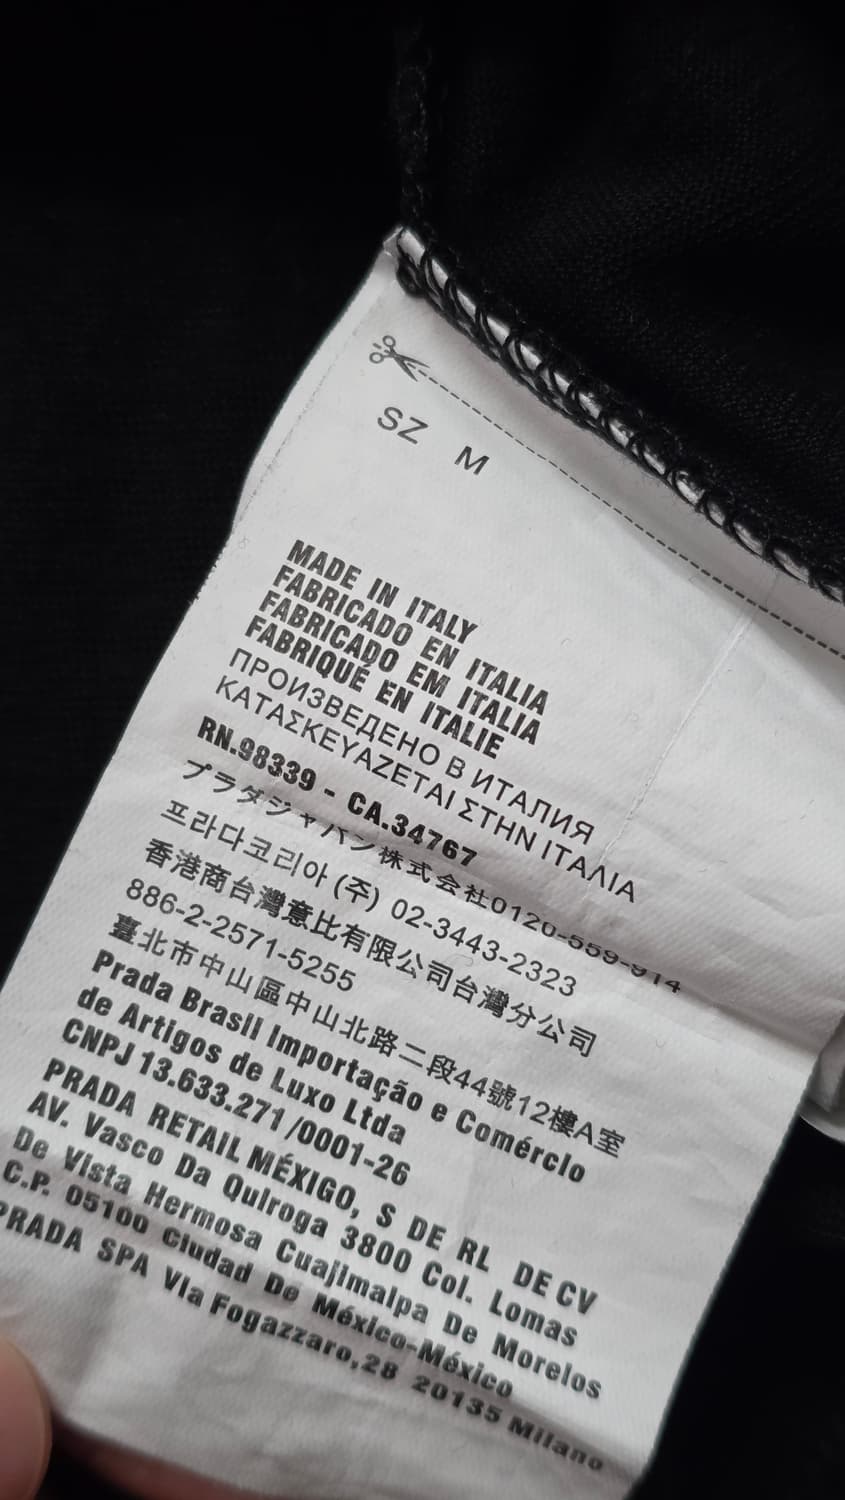 SZ M
MADE IN ITALY
FABRICADO EN ITALIA
FABRICADO EM ITALIA
FABRIQUÉ EN ITALIE
ПРОИЗВЕДЕНО В ИТАЛИЯ
ΚΑΤΑΣΚΕΥΑΖΕΤΑΙ ΣΤΗΝ ΙΤΑΛΙΑ
RN.98339 - CA.34767
プラダジャパン株式会社0120-559-914
프라다코리아 (주) 02-3443-2323
香港商台灣意比有限公司台灣分公司
886-2-2571-5255
臺北市中山區中山北路二段44號12樓A室
Prada Brasil Importação e Comérclo
de Artigos de Luxo Ltda
CNPJ 13.633.271/0001-26
PRADA RETAIL MÉXIGO, S DE RL DE CV
AV. Vasco Da Quiroga 3800 Col. Lomas
De Vista Hermosa Cuajimalpa De Morelos
C.P. 05100 Ciudad De México-México
PRADA SPA Via Fogazzaro,28 20135 Milano